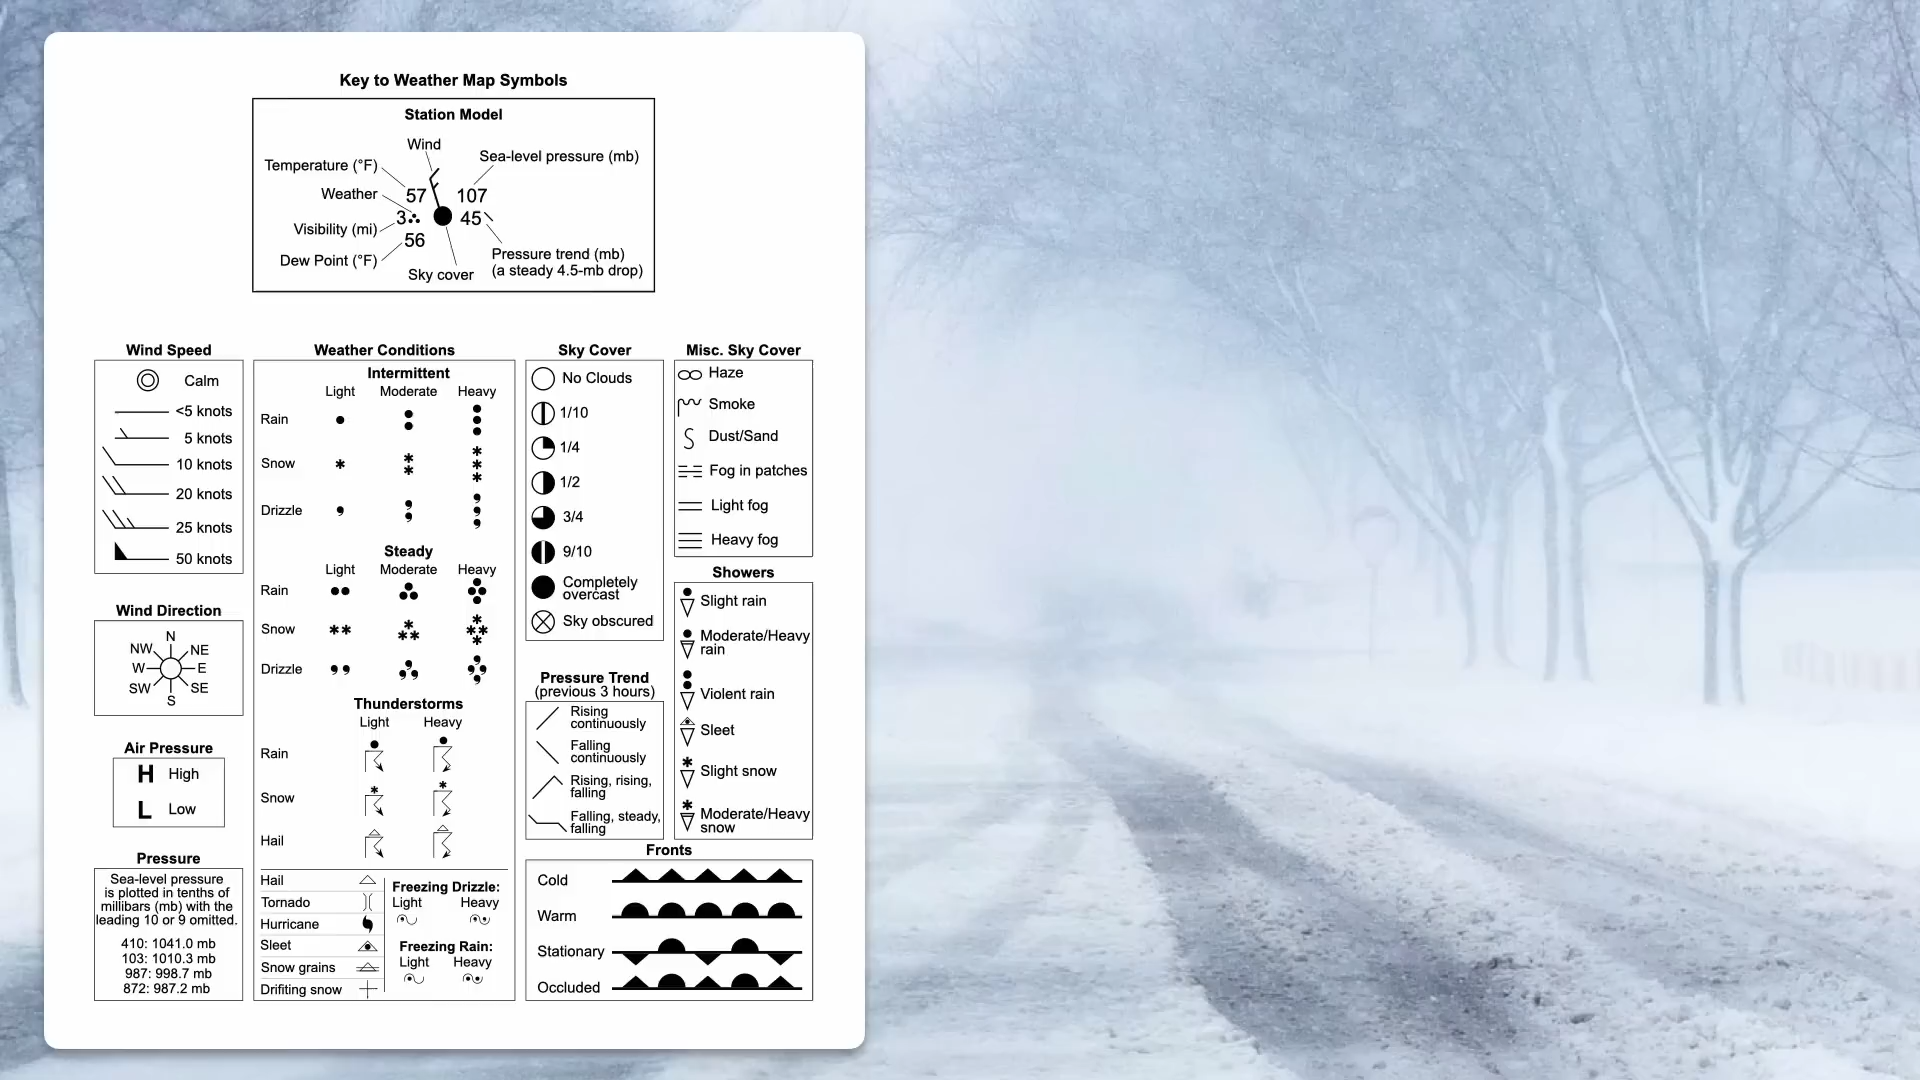 Key to Weather Map Symbols
Station Model
Wind
Temperature (°F)
Sea-level pressure (mb)
Weather
57
107
Visibility (mi)
3
45
56
Dew Point (°F)
Sky cover
Pressure trend (mb)
(a steady 4.5-mb drop)
Wind Speed
Calm
<5 knots
5 knots
10 knots
20 knots
25 knots
50 knots
Wind Direction
N
NW NE
W E
SW SE
S
Air Pressure
H High
L Low
Pressure
Sea-level pressure
is plotted in tenths of
millibars (mb) with the
leading 10 or 9 omitted.
410: 1041.0 mb
103: 1010.3 mb
987: 998.7 mb
872: 987.2 mb
Weather Conditions
Intermittent
Light Moderate Heavy
Rain
Snow
Drizzle
Steady
Light Moderate Heavy
Rain
Snow
Drizzle
Thunderstorms
Light Heavy
Rain
Snow
Hail
Hail
Tornado
Hurricane
Sleet
Snow grains
Drifiting snow
Freezing Drizzle:
Light Heavy
Freezing Rain:
Light Heavy
Sky Cover
No Clouds
1/10
1/4
1/2
3/4
9/10
Completely
overcast
Sky obscured
Pressure Trend
(previous 3 hours)
Rising
continuously
Falling
continuously
Rising, rising,
falling
Falling, steady,
falling
Misc. Sky Cover
Haze
Smoke
Dust/Sand
Fog in patches
Light fog
Heavy fog
Showers
Slight rain
Moderate/Heavy
rain
Violent rain
Sleet
Slight snow
Moderate/Heavy
snow
Fronts
Cold
Warm
Stationary
Occluded